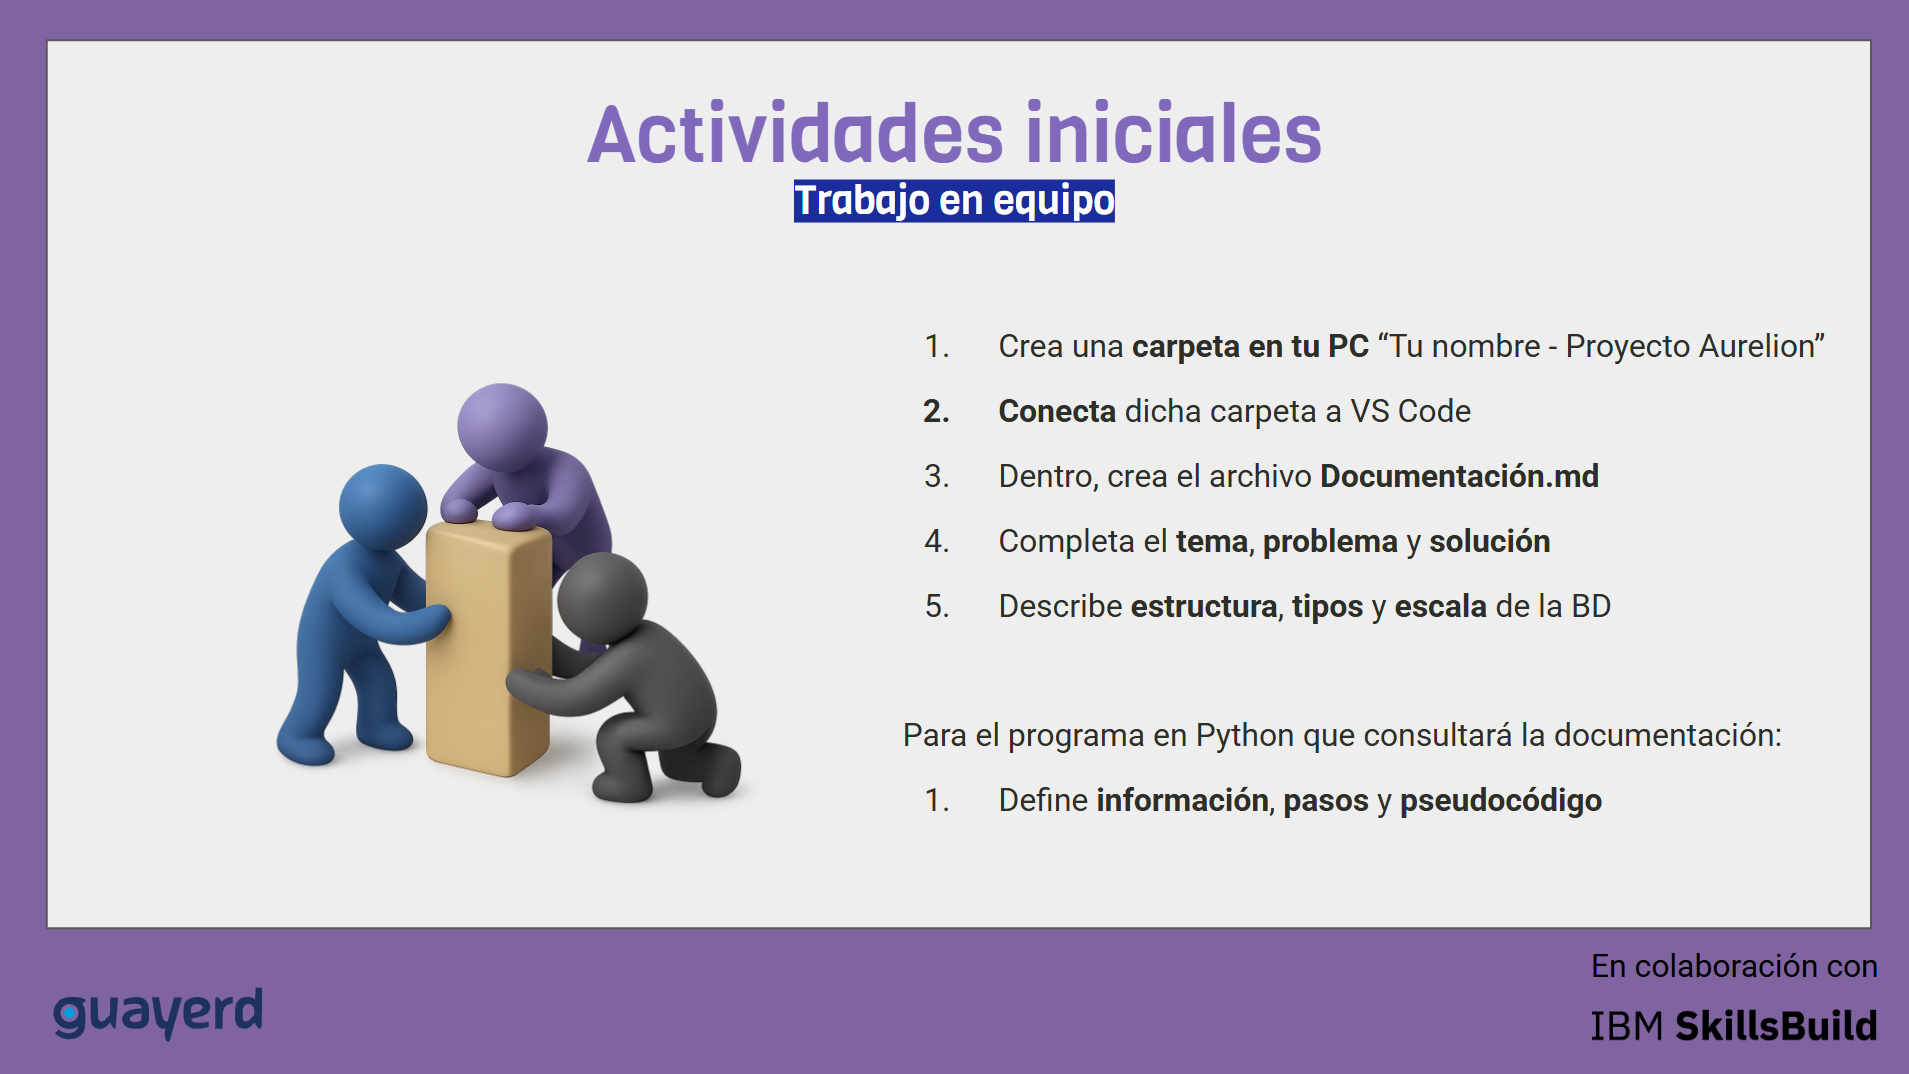 Actividades iniciales
Trabajo en equipo
1. Crea una carpeta en tu PC “Tu nombre - Proyecto Aurelion”
2. Conecta dicha carpeta a VS Code
3. Dentro, crea el archivo Documentación.md
4. Completa el tema, problema y solución
5. Describe estructura, tipos y escala de la BD
Para el programa en Python que consultará la documentación:
1. Define información, pasos y pseudocódigo
guayerd
En colaboración con
IBM SkillsBuild